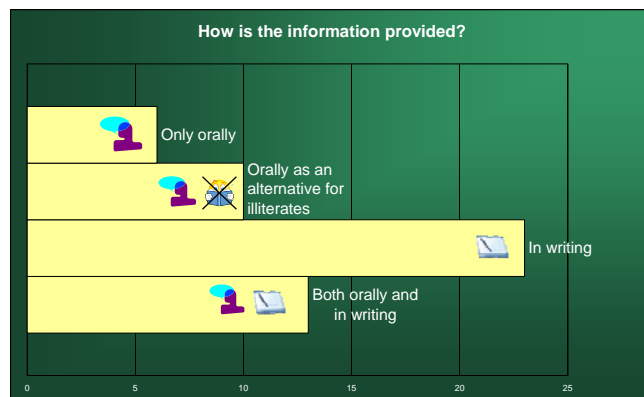 How is the information provided?
Only orally
Orally as an
alternative for
illiterates
In writing
Both orally and
in writing
0 5 10 15 20 25